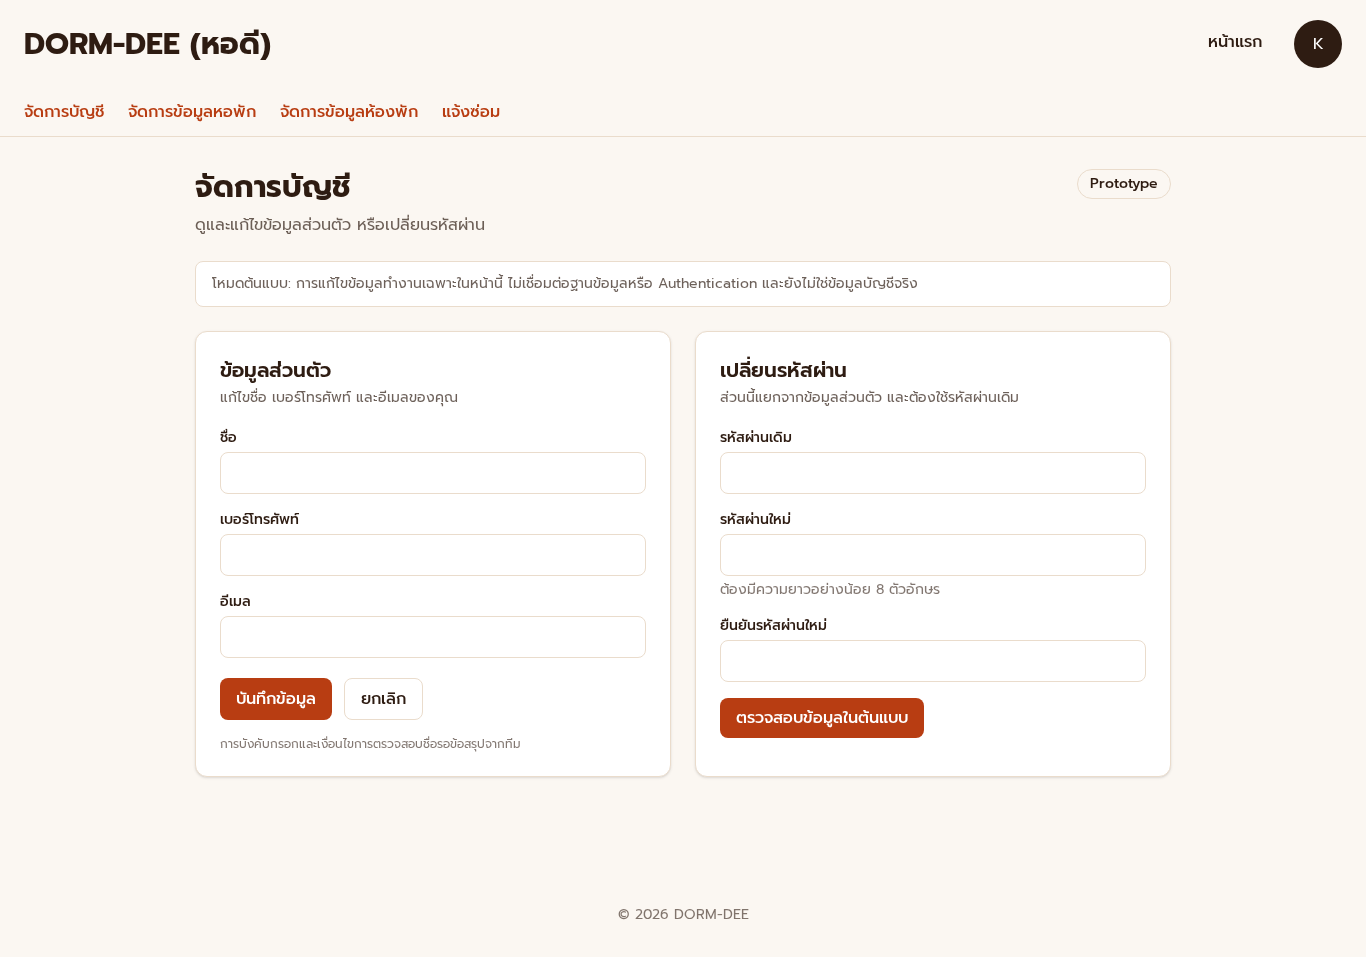 DORM-DEE (หอดี)
หน้าแรก
K
จัดการบัญชี
จัดการข้อมูลหอพัก
จัดการข้อมูลห้องพัก
แจ้งซ่อม
จัดการบัญชี
Prototype
ดูและแก้ไขข้อมูลส่วนตัว หรือเปลี่ยนรหัสผ่าน
โหมดต้นแบบ: การแก้ไขข้อมูลทำงานเฉพาะในหน้านี้ ไม่เชื่อมต่อฐานข้อมูลหรือ Authentication และยังไม่ใช่ข้อมูลบัญชีจริง
ข้อมูลส่วนตัว
แก้ไขชื่อ เบอร์โทรศัพท์ และอีเมลของคุณ
ชื่อ
เบอร์โทรศัพท์
อีเมล
บันทึกข้อมูล
ยกเลิก
การบังคับกรอกและเงื่อนไขการตรวจสอบชื่อรอข้อสรุปจากทีม
เปลี่ยนรหัสผ่าน
ส่วนนี้แยกจากข้อมูลส่วนตัว และต้องใช้รหัสผ่านเดิม
รหัสผ่านเดิม
รหัสผ่านใหม่
ต้องมีความยาวอย่างน้อย 8 ตัวอักษร
ยืนยันรหัสผ่านใหม่
ตรวจสอบข้อมูลในต้นแบบ
© 2026 DORM-DEE